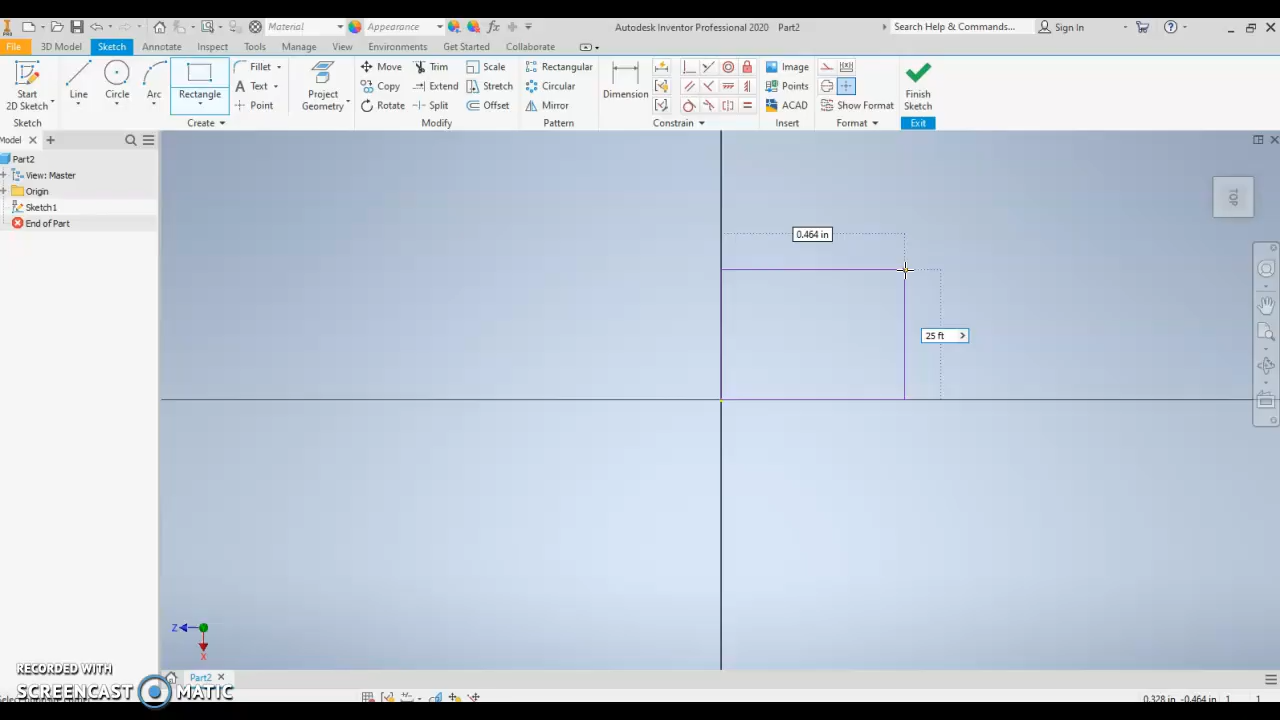 Material
Appearance
fx
Autodesk Inventor Professional 2020 Part2
Search Help & Commands...
Sign In
File
3D Model
Sketch
Annotate
Inspect
Tools
Manage
View
Environments
Get Started
Collaborate
Start
2D Sketch
Line
Circle
Arc
Rectangle
Fillet
Text
Point
Project
Geometry
Move
Copy
Rotate
Trim
Extend
Split
Scale
Stretch
Offset
Rectangular
Circular
Mirror
Dimension
Image
Points
ACAD
Show Format
Finish
Sketch
Sketch
Create
Modify
Pattern
Constrain
Insert
Format
Exit
Model
Part2
View: Master
Origin
Sketch1
End of Part
TOP
0.464 in
25 ft
Z
X
RECORDED WITH
SCREENCAST MATIC
Part2
0.328 in, -0.464 in 1 1